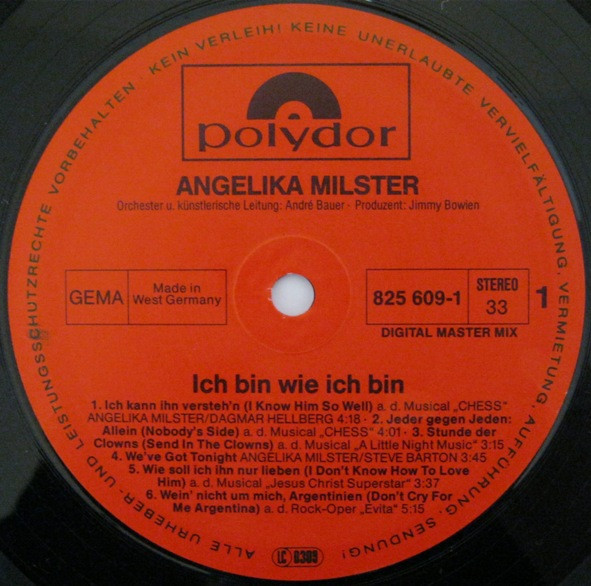 ALLE URHEBER- UND LEISTUNGSSCHUTZRECHTE VORBEHALTEN · KEIN VERLEIH! KEINE UNERLAUBTE VERVIELFÄLTIGUNG, VERMIETUNG, AUFFÜHRUNG, SENDUNG!
polydor
ANGELIKA MILSTER
Orchester u. künstlerische Leitung: André Bauer · Produzent: Jimmy Bowien
GEMA
Made in
West Germany
825 609-1
STEREO
33
1
DIGITAL MASTER MIX
Ich bin wie ich bin
1. Ich kann ihn versteh'n (I Know Him So Well) a. d. Musical „CHESS“
ANGELIKA MILSTER/DAGMAR HELLBERG 4:18 - 2. Jeder gegen Jeden:
Allein (Nobody's Side) a. d. Musical „CHESS“ 4:01 - 3. Stunde der
Clowns (Send In The Clowns) a. d. Musical „A Little Night Music“ 3:15
4. We've Got Tonight ANGELIKA MILSTER/STEVE BARTON 3:45
5. Wie soll ich ihn nur lieben (I Don't Know How To Love
Him) a. d. Musical „Jesus Christ Superstar“ 3:37
6. Wein' nicht um mich, Argentinien (Don't Cry For
Me Argentina) a. d. Rock-Oper „Evita“ 5:15
LC 0309